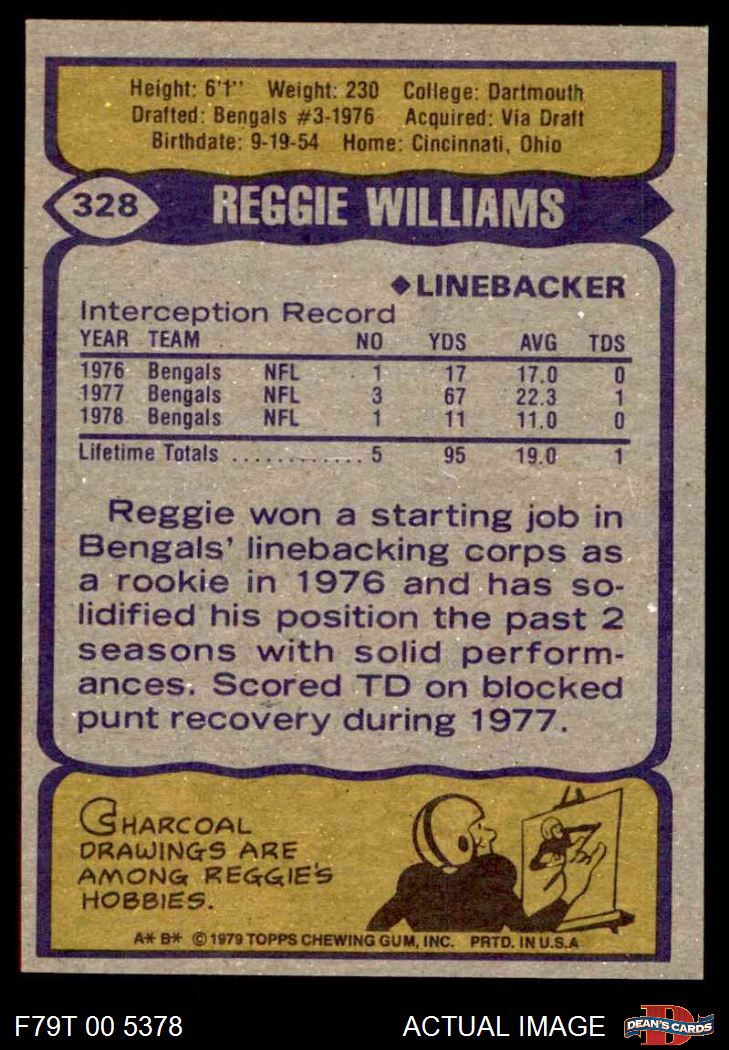 Height: 6'1" Weight: 230 College: Dartmouth
Drafted: Bengals #3-1976 Acquired: Via Draft
Birthdate: 9-19-54 Home: Cincinnati, Ohio
328 REGGIE WILLIAMS
◆LINEBACKER
Interception Record
YEAR TEAM NO YDS AVG TDS
1976 Bengals NFL 1 17 17.0 0
1977 Bengals NFL 3 67 22.3 1
1978 Bengals NFL 1 11 11.0 0
Lifetime Totals ............ 5 95 19.0 1
Reggie won a starting job in
Bengals' linebacking corps as
a rookie in 1976 and has so-
lidified his position the past 2
seasons with solid perform-
ances. Scored TD on blocked
punt recovery during 1977.
CHARCOAL
DRAWINGS ARE
AMONG REGGIE'S
HOBBIES.
A* B* © 1979 TOPPS CHEWING GUM, INC. PRTD. IN U.S.A
F79T 00 5378 ACTUAL IMAGE D DEAN'S CARDS